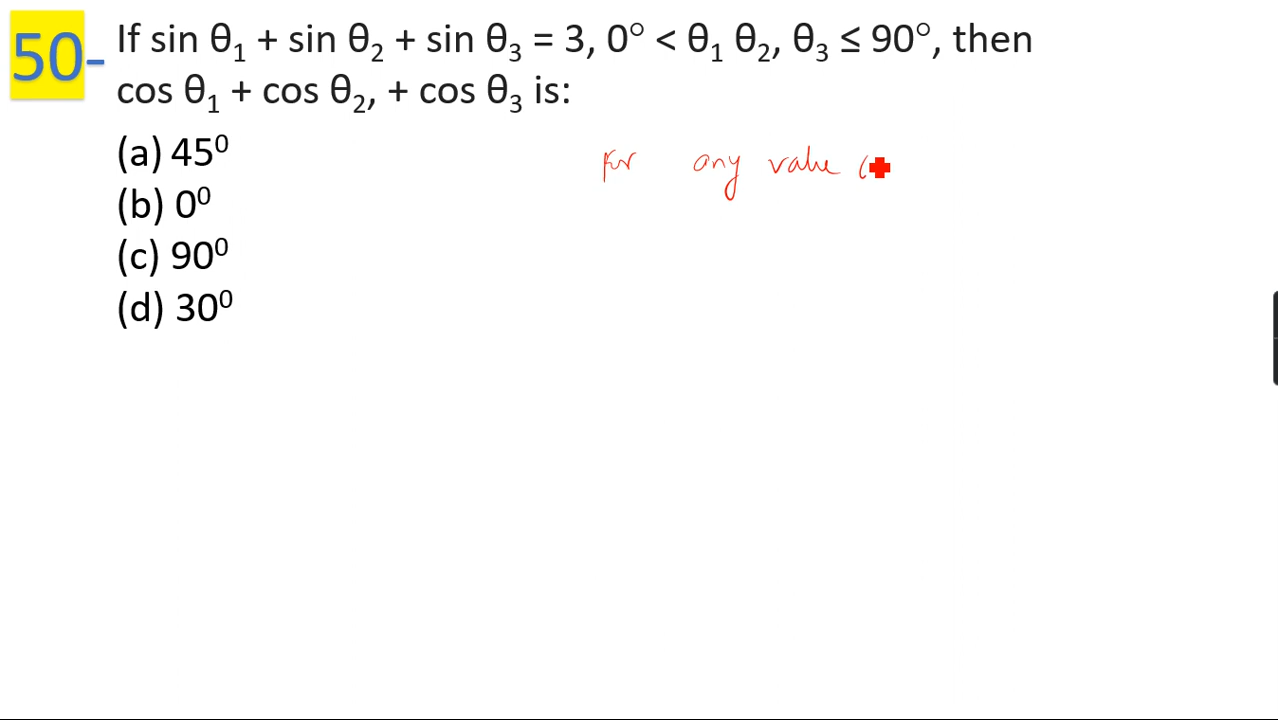 50- If sin θ₁ + sin θ₂ + sin θ₃ = 3, 0° < θ₁ θ₂, θ₃ ≤ 90°, then
cos θ₁ + cos θ₂, + cos θ₃ is:
(a) 45⁰
(b) 0⁰
(c) 90⁰
(d) 30⁰
For any value